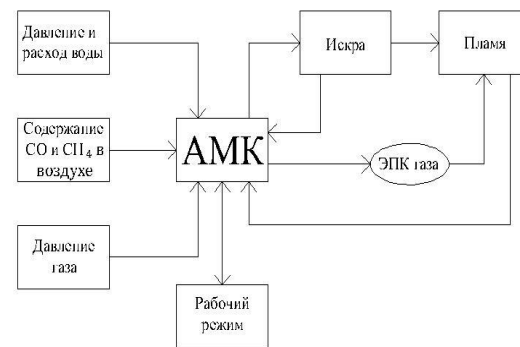 Давление и
расход воды
Искра
Пламя
Содержание
CO и CH₄ в
воздухе
АМК
ЭПК газа
Давление
газа
Рабочий
режим